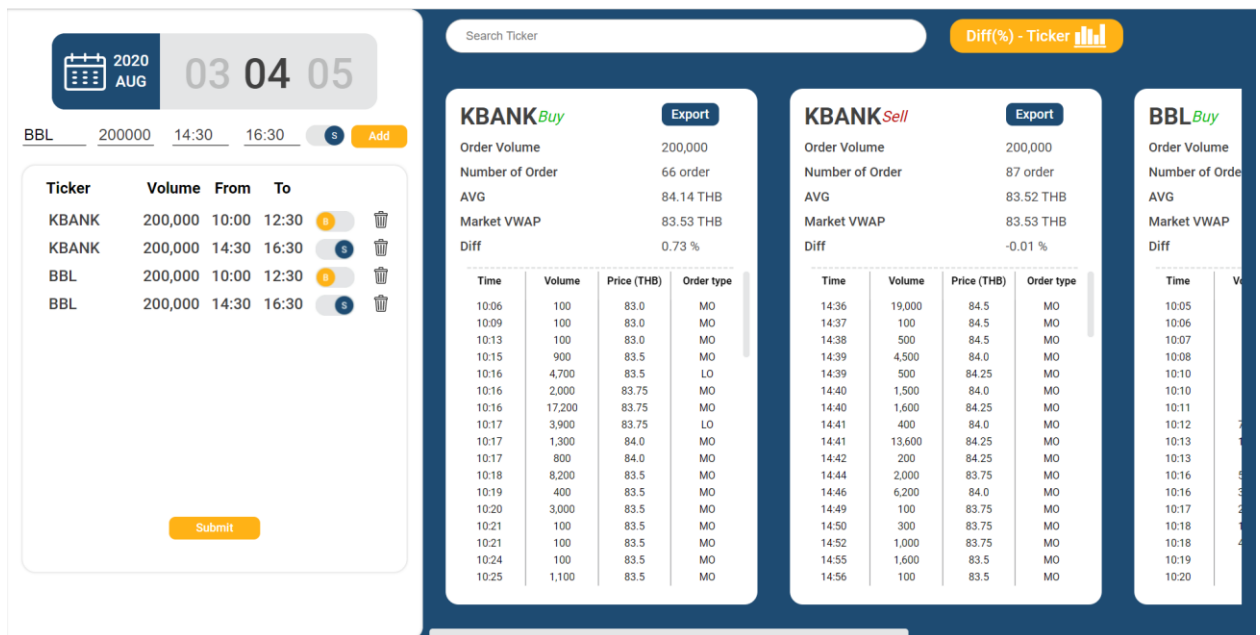 2020
AUG
03 04 05
BBL 200000 14:30 16:30 S Add
Ticker Volume From To
KBANK 200,000 10:00 12:30 B
KBANK 200,000 14:30 16:30 S
BBL 200,000 10:00 12:30 B
BBL 200,000 14:30 16:30 S
Submit
Search Ticker
Diff(%) - Ticker
KBANK Buy Export
Order Volume 200,000
Number of Order 66 order
AVG 84.14 THB
Market VWAP 83.53 THB
Diff 0.73 %
Time Volume Price (THB) Order type
10:06 100 83.0 MO
10:09 100 83.0 MO
10:13 100 83.0 MO
10:15 900 83.5 MO
10:16 4,700 83.5 LO
10:16 2,000 83.75 MO
10:16 17,200 83.75 MO
10:17 3,900 83.75 LO
10:17 1,300 84.0 MO
10:17 800 84.0 MO
10:18 8,200 83.5 MO
10:19 400 83.5 MO
10:20 3,000 83.5 MO
10:21 100 83.5 MO
10:21 100 83.5 MO
10:24 100 83.5 MO
10:25 1,100 83.5 MO
KBANK Sell Export
Order Volume 200,000
Number of Order 87 order
AVG 83.52 THB
Market VWAP 83.53 THB
Diff -0.01 %
Time Volume Price (THB) Order type
14:36 19,000 84.5 MO
14:37 100 84.5 MO
14:38 500 84.5 MO
14:39 4,500 84.0 MO
14:39 500 84.25 MO
14:40 1,500 84.0 MO
14:40 1,600 84.25 MO
14:41 400 84.0 MO
14:41 13,600 84.25 MO
14:42 200 84.25 MO
14:44 2,000 83.75 MO
14:46 6,200 84.0 MO
14:49 100 83.75 MO
14:50 300 83.75 MO
14:52 1,000 83.75 MO
14:55 1,600 83.5 MO
14:56 100 83.5 MO
BBL Buy
Order Volume
Number of Orde
AVG
Market VWAP
Diff
Time
10:05
10:06
10:07
10:08
10:10
10:10
10:11
10:12
10:13
10:13
10:16
10:16
10:17
10:18
10:18
10:19
10:20